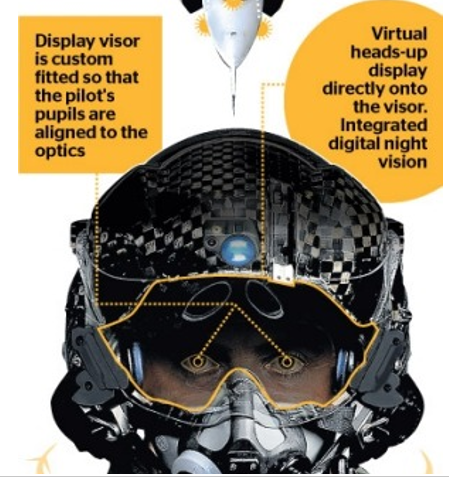 Display visor
is custom
fitted so that
the pilot's
pupils are
aligned to the
optics
Virtual
heads-up
display
directly onto
the visor.
Integrated
digital night
vision